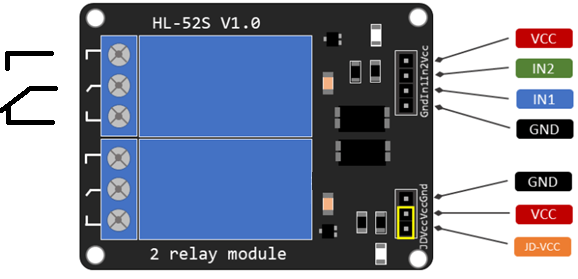 HL-52S V1.0
VCC
IN2
IN1
GND
GndIn1In2Vcc
GND
VCC
JD-VCC
JDVccVccGnd
2 relay module